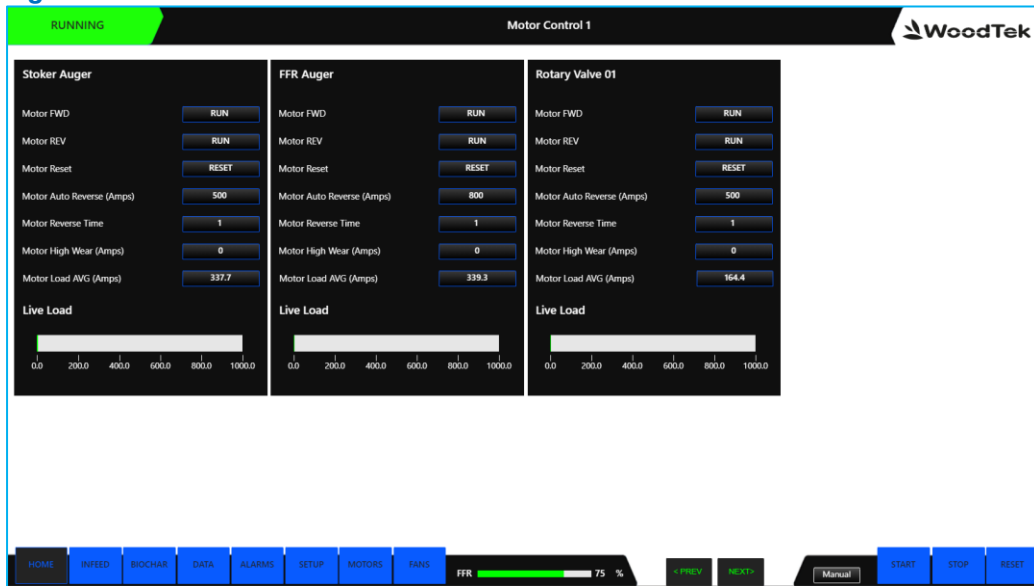 RUNNING
Motor Control 1
WoodTek
Stoker Auger
Motor FWD RUN
Motor REV RUN
Motor Reset RESET
Motor Auto Reverse (Amps) 500
Motor Reverse Time 1
Motor High Wear (Amps) 0
Motor Load AVG (Amps) 337.7
Live Load
0.0 200.0 400.0 600.0 800.0 1000.0
FFR Auger
Motor FWD RUN
Motor REV RUN
Motor Reset RESET
Motor Auto Reverse (Amps) 800
Motor Reverse Time 1
Motor High Wear (Amps) 0
Motor Load AVG (Amps) 339.3
Live Load
0.0 200.0 400.0 600.0 800.0 1000.0
Rotary Valve 01
Motor FWD RUN
Motor REV RUN
Motor Reset RESET
Motor Auto Reverse (Amps) 500
Motor Reverse Time 1
Motor High Wear (Amps) 0
Motor Load AVG (Amps) 164.4
Live Load
0.0 200.0 400.0 600.0 800.0 1000.0
HOME INFEED BIOCHAR DATA ALARMS SETUP MOTORS FANS FFR 75 % < PREV NEXT> Manual START STOP RESET